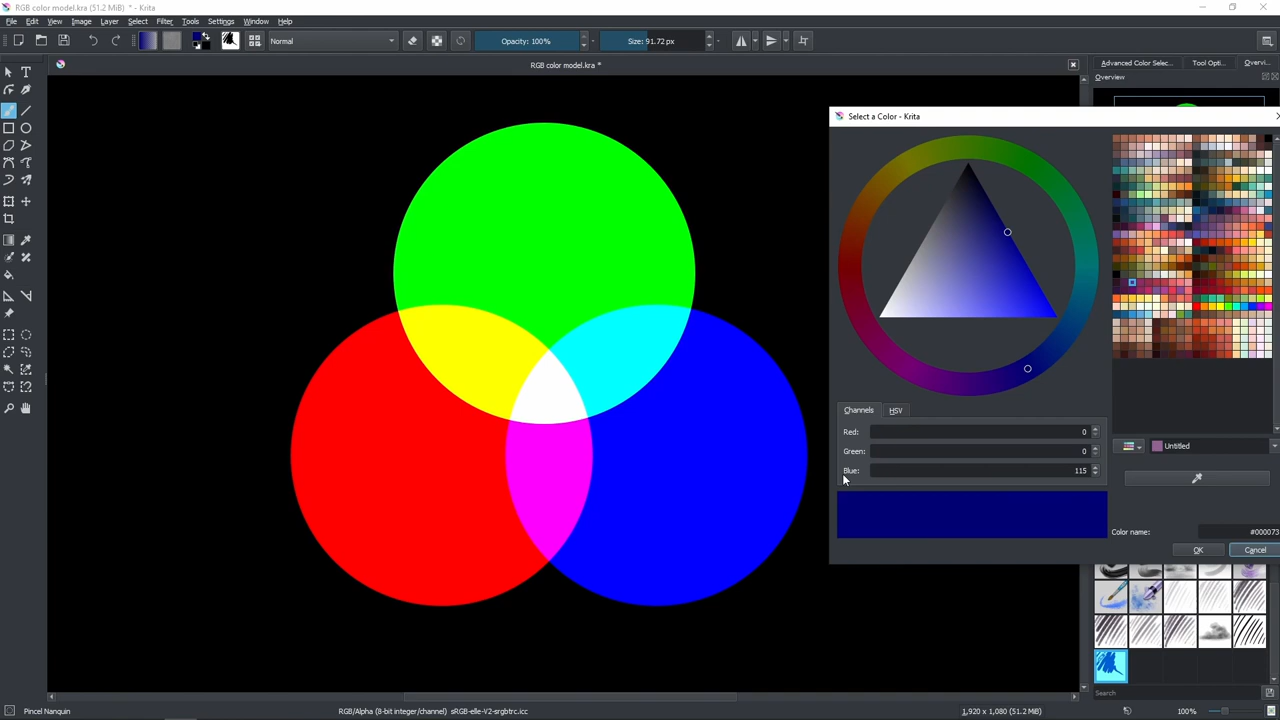 RGB color model.kra (51.2 MiB) * - Krita
File Edit View Image Layer Select Filter Tools Settings Window Help
Normal Opacity: 100% Size: 91.72 px
RGB color model.kra *
Advanced Color Selec... Tool Opti... Overvi...
Overview
Select a Color - Krita
Channels HSV
Red: 0
Green: 0
Blue: 115
Untitled
Color name: #000073
OK Cancel
Search
Pincel Nanquin RGB/Alpha (8-bit integer/channel) sRGB-elle-V2-srgbtrc.icc 1,920 x 1,080 (51.2 MiB) 100%